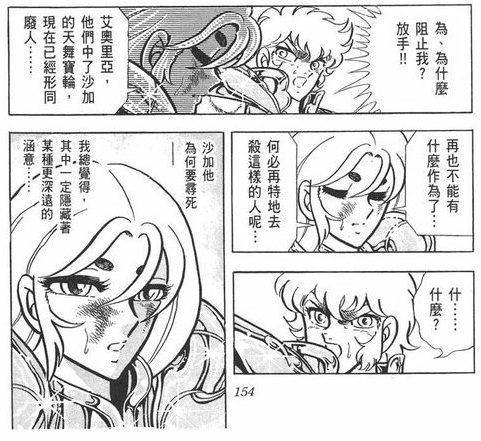 為、為什麼
阻止我？
放手!!
艾奧里亞，
他們中了沙加
的天舞寶輪，
現在已經形同
廢人……
再也不能有
什麼作為了…
何必再特地去
殺這樣的人呢…
什……
什麼？
沙加他
為何要尋死
我總覺得，
其中一定隱藏著
某種更深遠的
涵意……
154